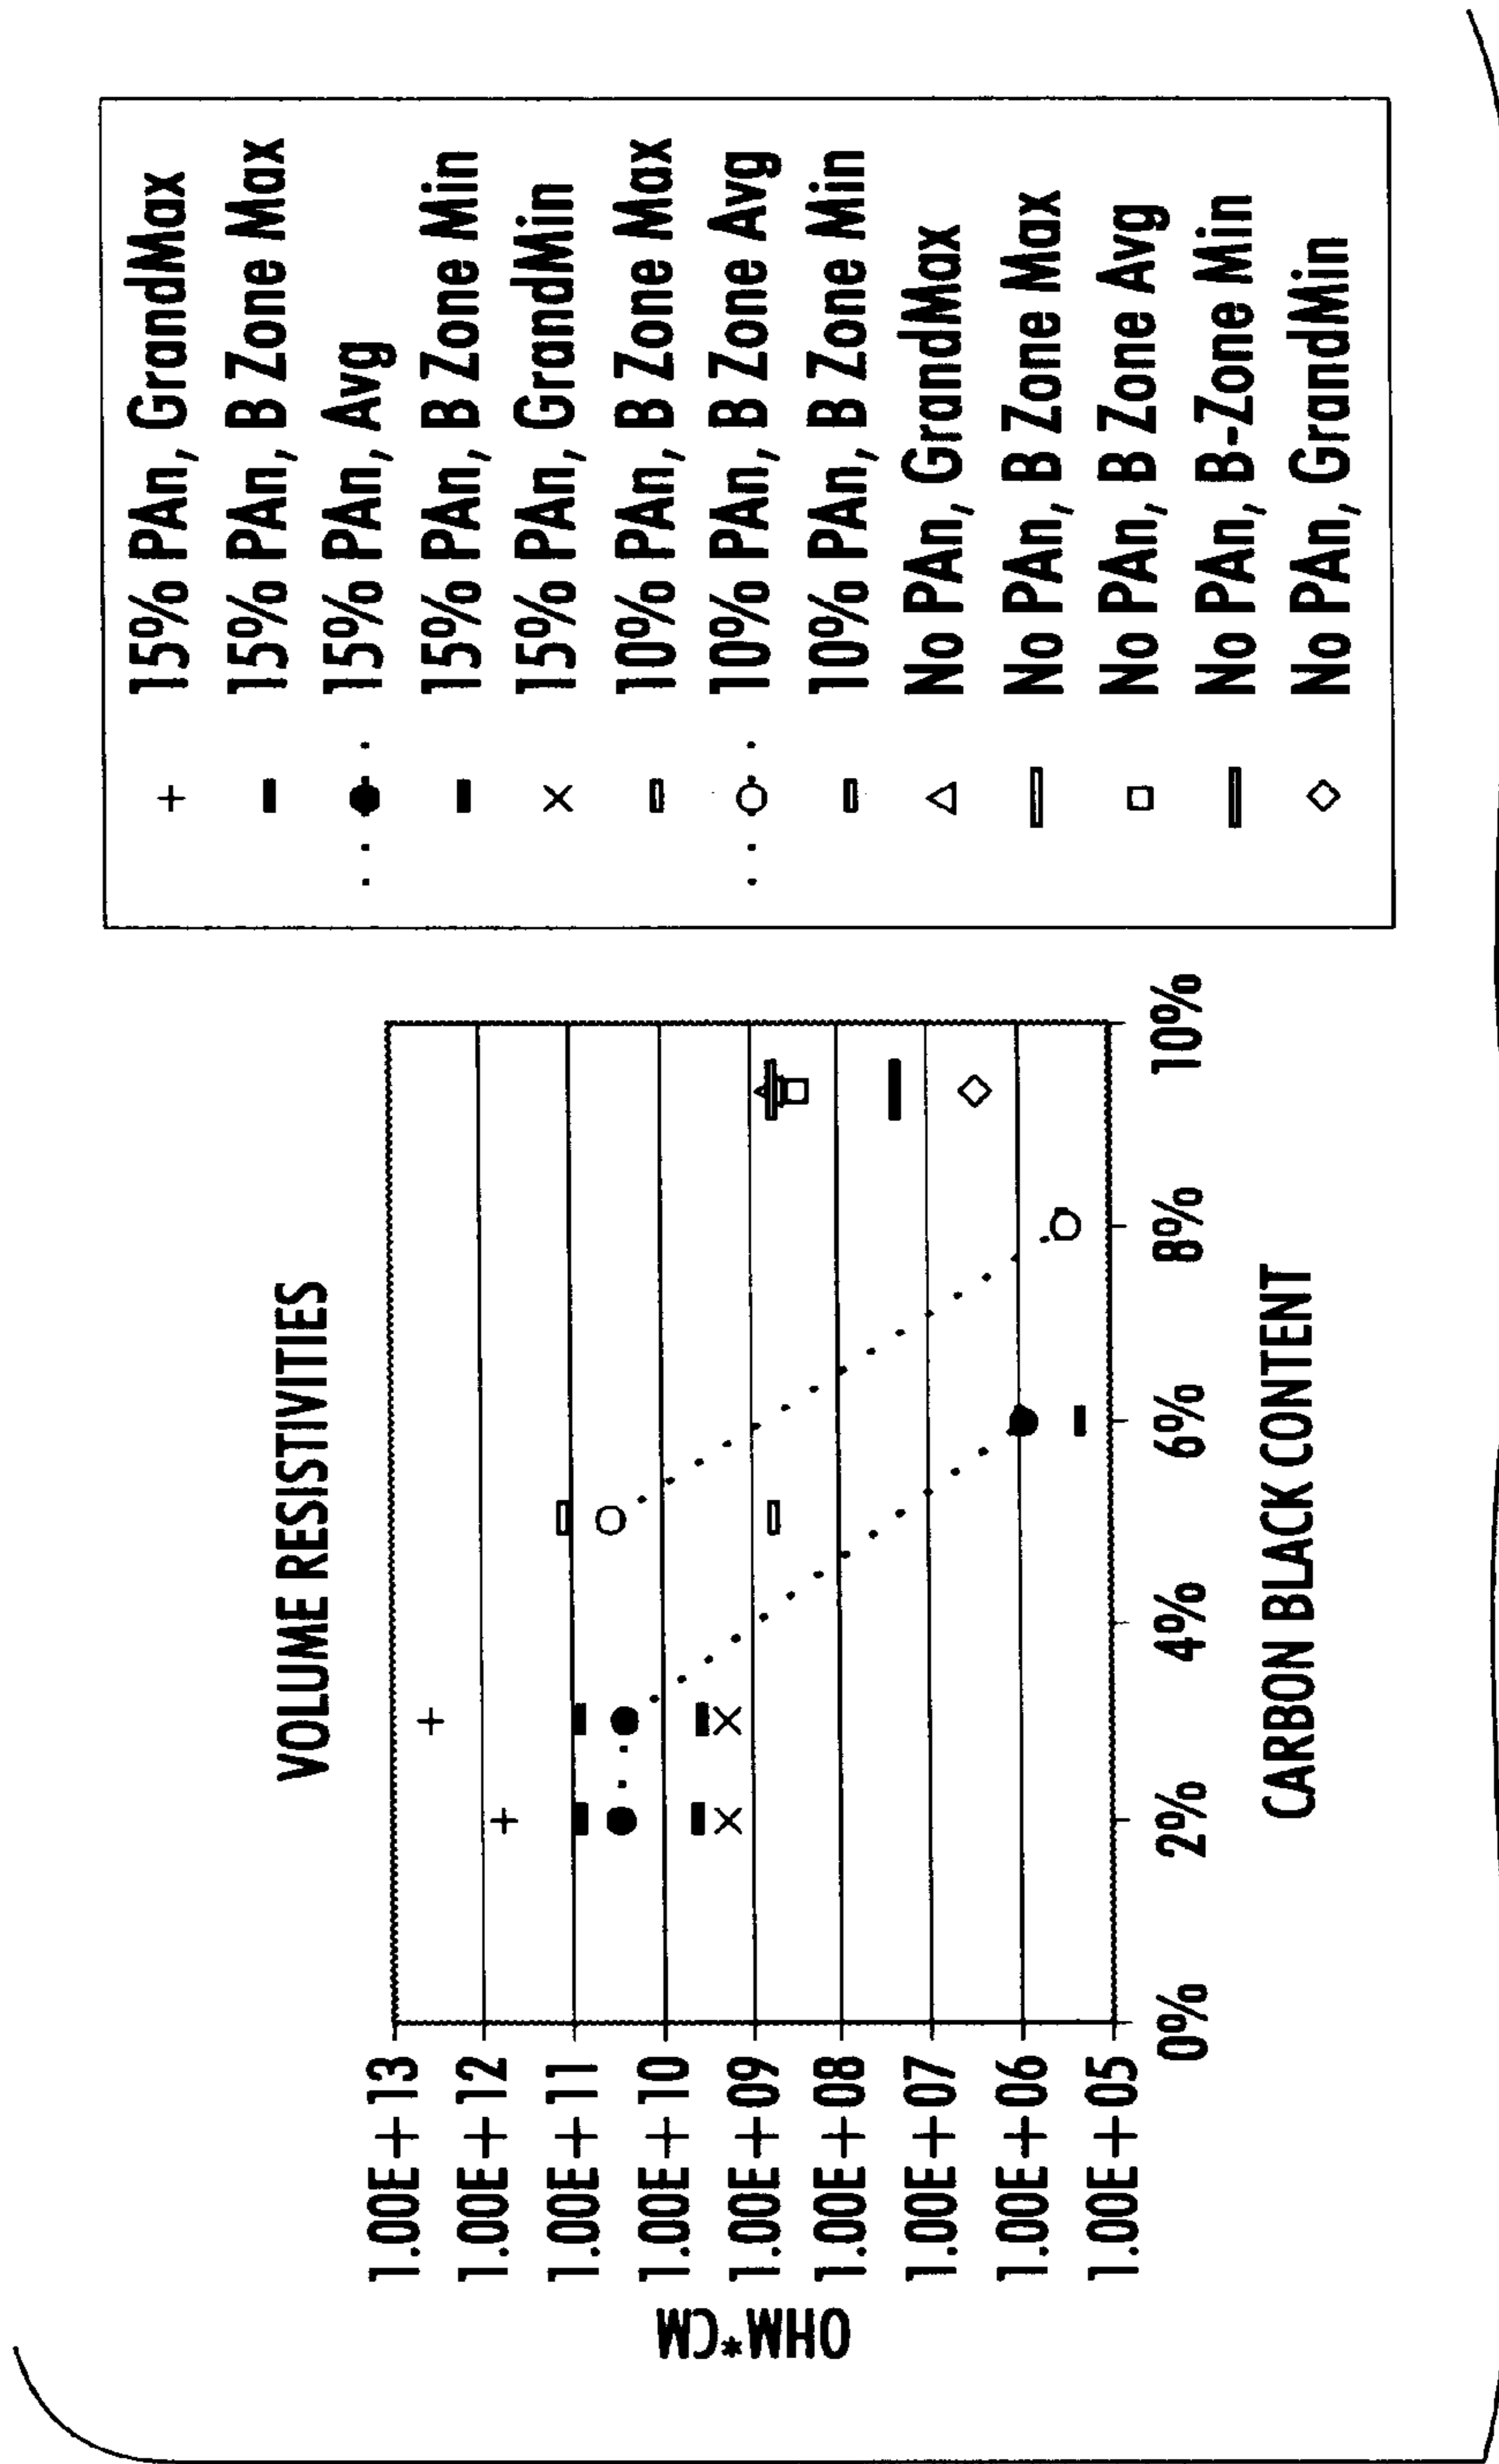 VOLUME RESISTIVITIES
OHM*CM
1.00E+13
1.00E+12
1.00E+11
1.00E+10
1.00E+09
1.00E+08
1.00E+07
1.00E+06
1.00E+05
0%
2%
4%
6%
8%
10%
CARBON BLACK CONTENT
15% PAn, GrandMax
15% PAn, B Zone Max
15% PAn, Avg
15% PAn, B Zone Min
15% PAn, GrandMin
10% PAn, B Zone Max
10% PAn, B Zone Avg
10% PAn, B Zone Min
No PAn, GrandMax
No PAn, B Zone Max
No PAn, B Zone Avg
No PAn, B-Zone Min
No PAn, GrandMin